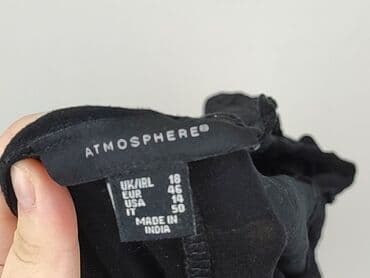 ATMOSPHERE®
UK/IRL 18
EUR 46
USA 14
IT 50
MADE IN
INDIA